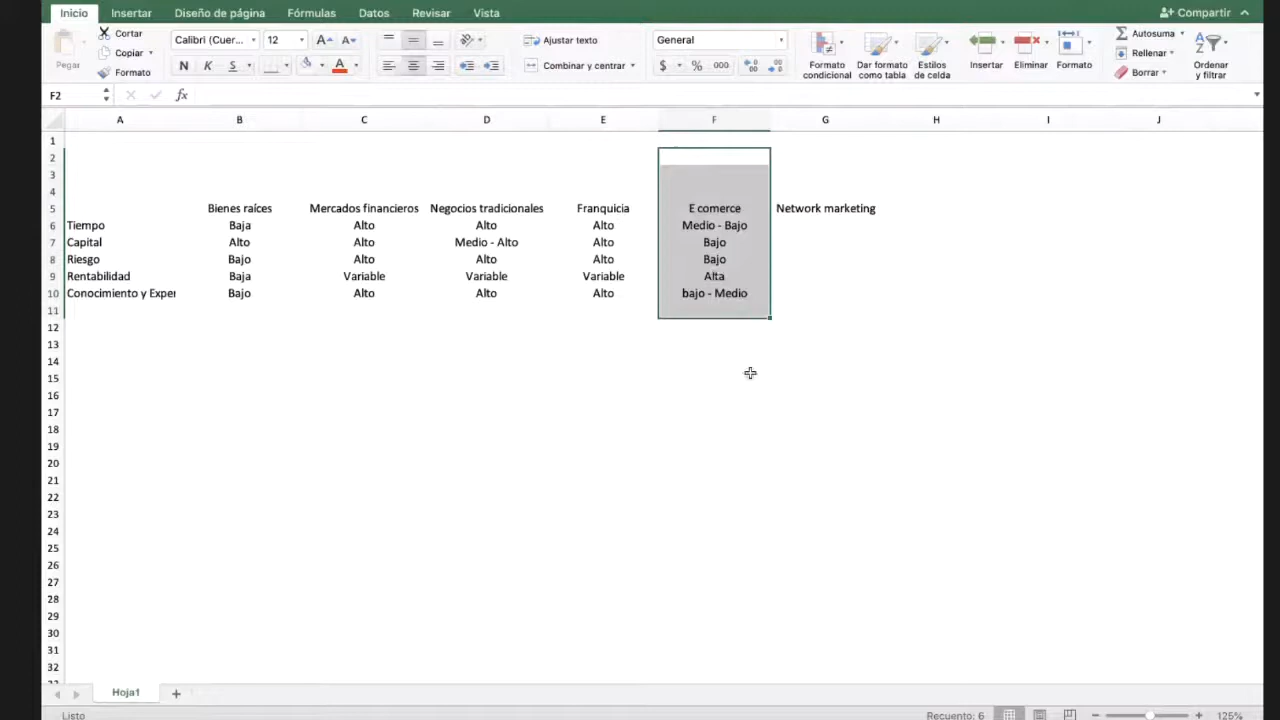 Inicio Insertar Diseño de página Fórmulas Datos Revisar Vista Compartir
Pegar Cortar Copiar Formato
Calibri (Cuer... 12 A A
N K S A
ab Ajustar texto
Combinar y centrar
General
$ % 000
Formato condicional
Dar formato como tabla
Estilos de celda
Insertar Eliminar Formato
Autosuma
Rellenar
Borrar
Ordenar y filtrar
F2 fx
A B C D E F G H I J
1
2
3
4
5 Bienes raíces Mercados financieros Negocios tradicionales Franquicia E comerce Network marketing
6 Tiempo Baja Alto Alto Alto Medio - Bajo
7 Capital Alto Alto Medio - Alto Alto Bajo
8 Riesgo Bajo Alto Alto Alto Bajo
9 Rentabilidad Baja Variable Variable Variable Alta
10 Conocimiento y Exper Bajo Alto Alto Alto bajo - Medio
11
12
13
14
15
16
17
18
19
20
21
22
23
24
25
26
27
28
29
30
31
32
Hoja1 +
Listo Recuento: 6 125%